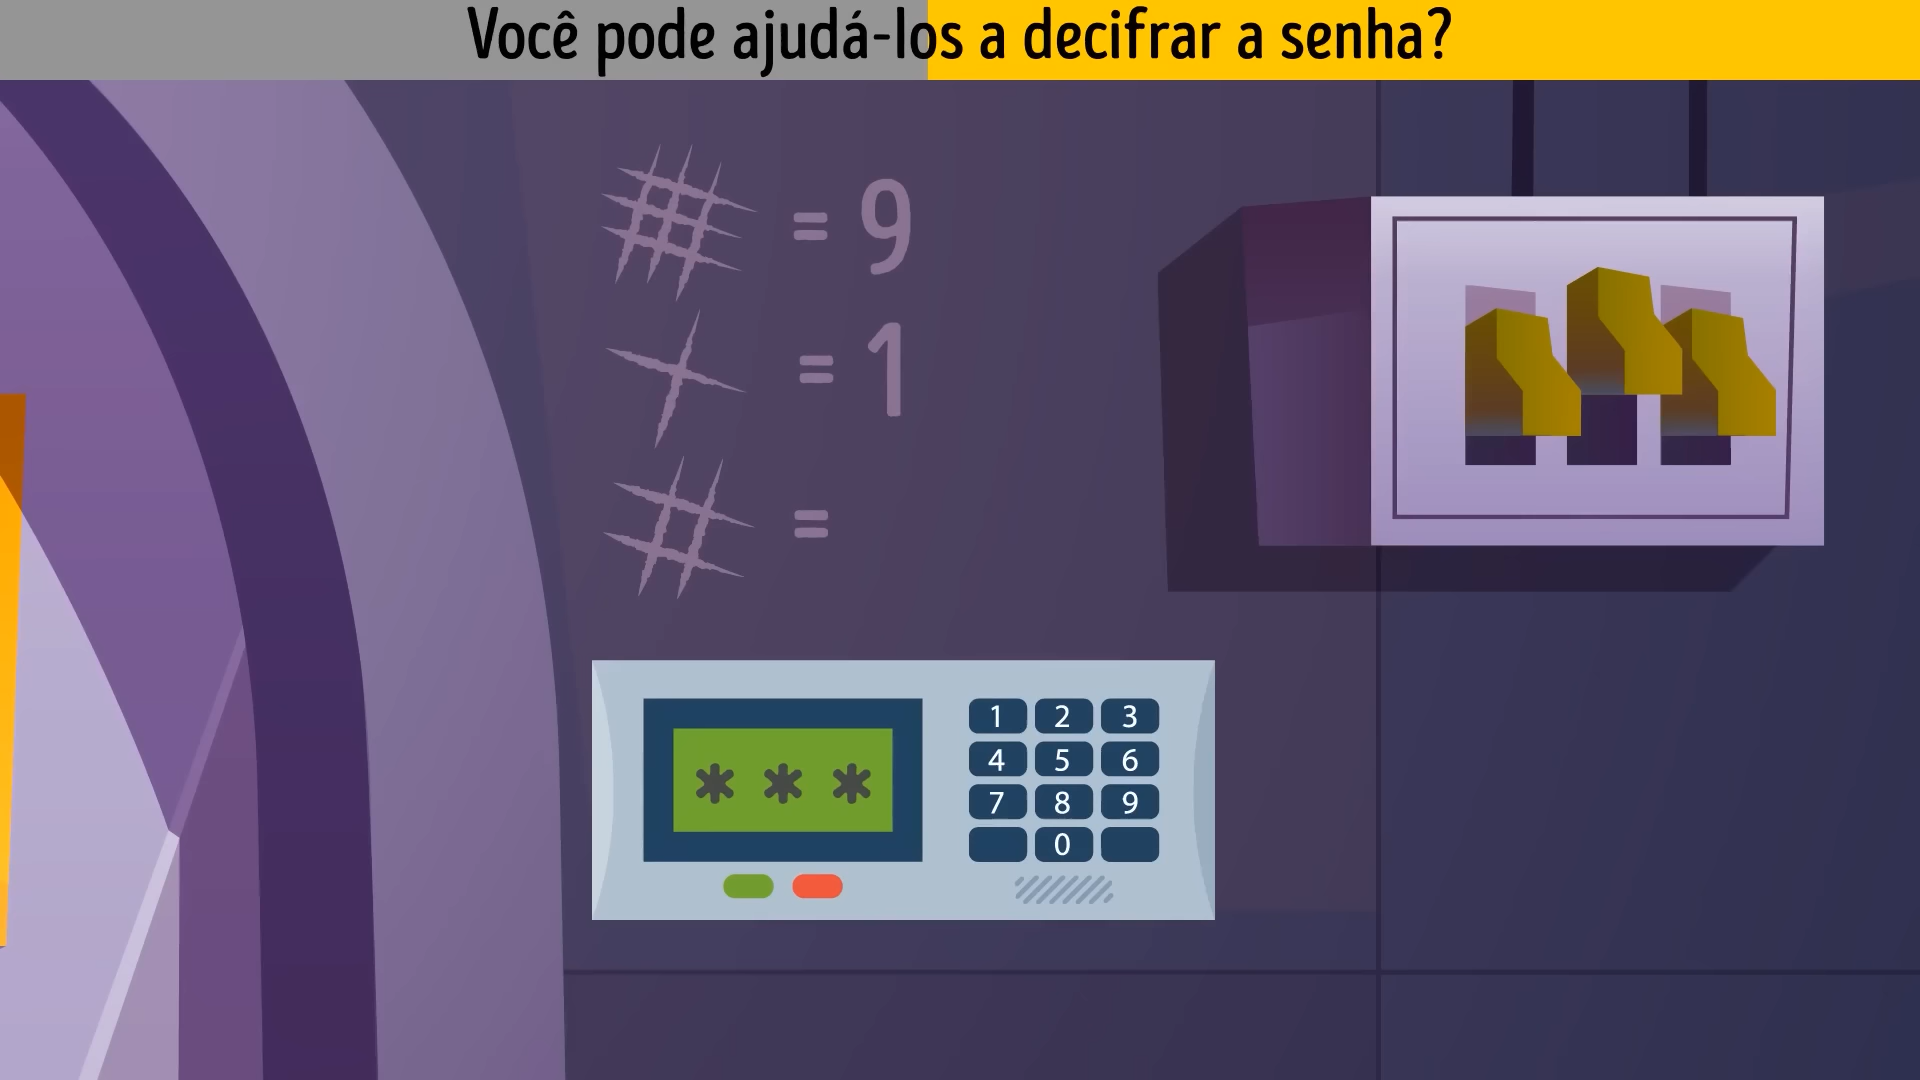 Você pode ajudá-los a decifrar a senha?
= 9
= 1
=
* * *
1 2 3
4 5 6
7 8 9
0